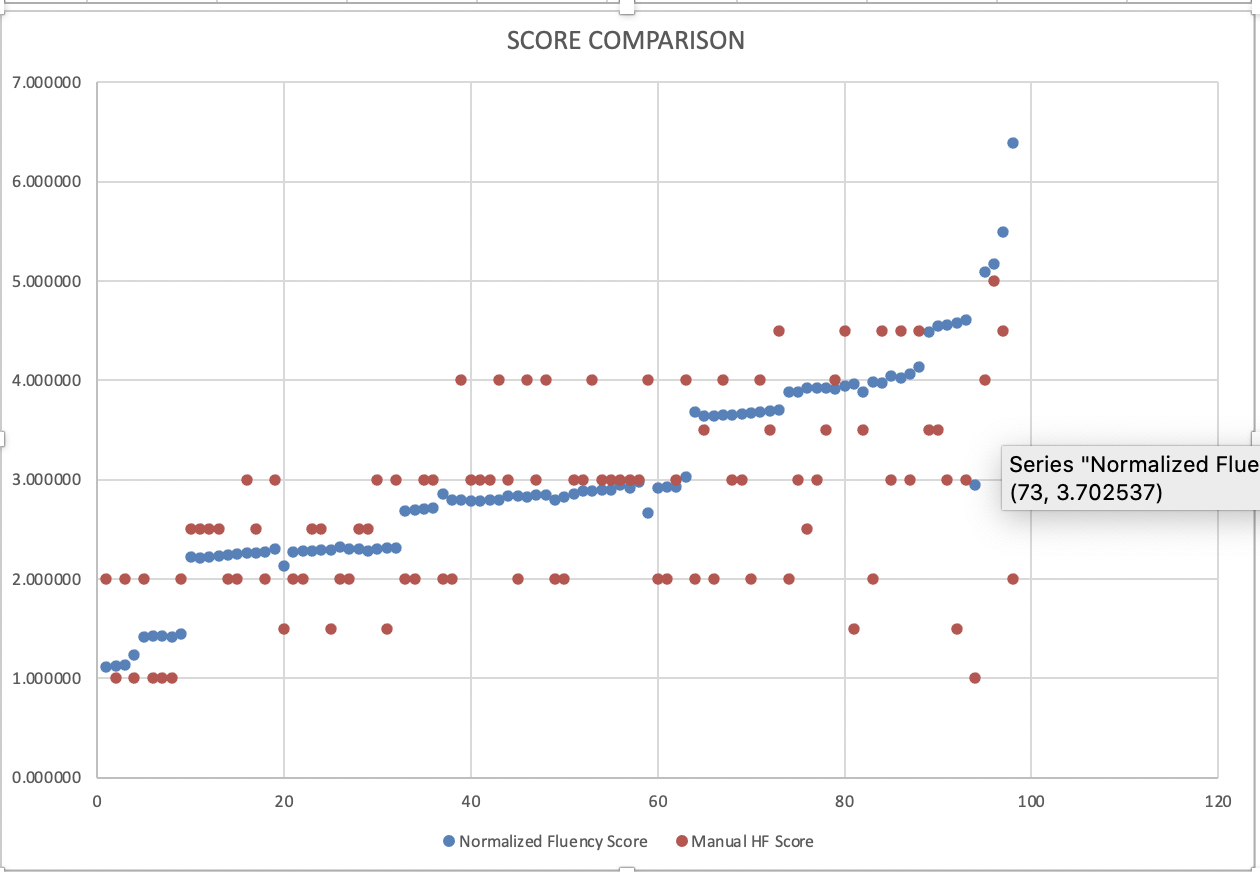 SCORE COMPARISON
7.000000
6.000000
5.000000
4.000000
3.000000
2.000000
1.000000
0.000000
0 20 40 60 80 100 120
Series "Normalized Flue
(73, 3.702537)
Normalized Fluency Score Manual HF Score